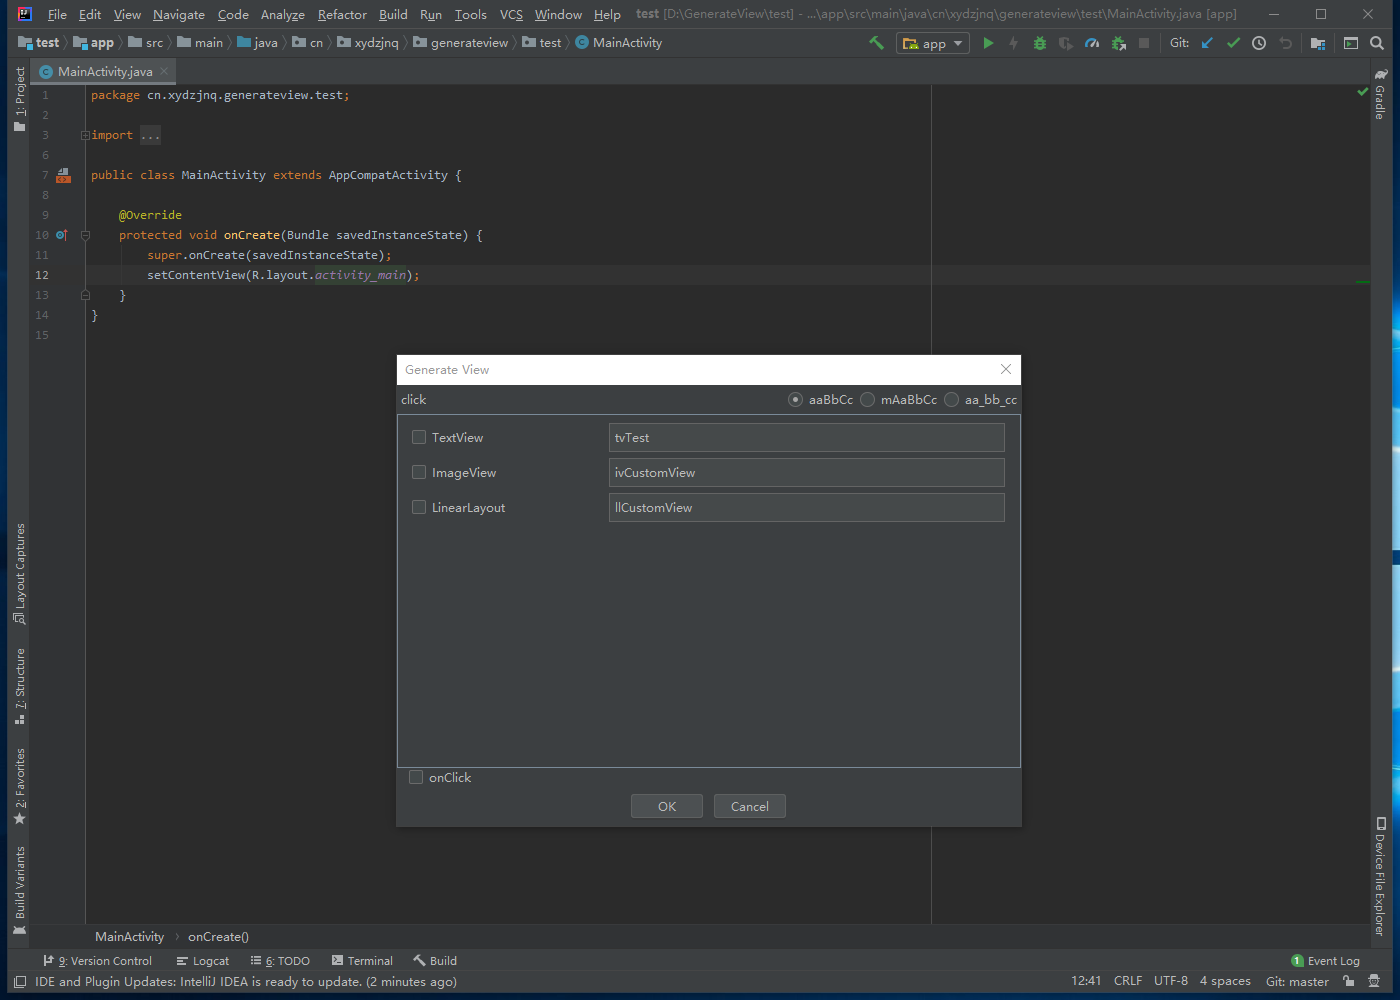 File Edit View Navigate Code Analyze Refactor Build Run Tools VCS Window Help test [D:\GenerateView\test] - ...\app\src\main\java\cn\xydzjnq\generateview\test\MainActivity.java [app]
test app src main java cn xydzjnq generateview test MainActivity app Git:
MainActivity.java
1 package cn.xydzjnq.generateview.test;
2
3 import ...
6
7 public class MainActivity extends AppCompatActivity {
8
9 @Override
10 protected void onCreate(Bundle savedInstanceState) {
11 super.onCreate(savedInstanceState);
12 setContentView(R.layout.activity_main);
13 }
14 }
15
Generate View
click aaBbCc mAaBbCc aa_bb_cc
TextView tvTest
ImageView ivCustomView
LinearLayout llCustomView
onClick
OK Cancel
1: Project
Layout Captures
7: Structure
2: Favorites
Build Variants
Gradle
Device File Explorer
MainActivity onCreate()
9: Version Control Logcat 6: TODO Terminal Build 1 Event Log
IDE and Plugin Updates: IntelliJ IDEA is ready to update. (2 minutes ago) 12:41 CRLF UTF-8 4 spaces Git: master